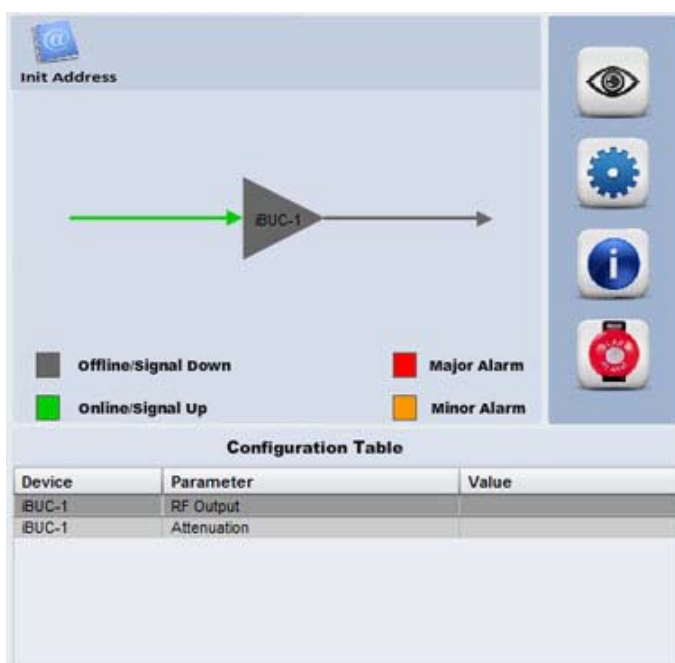 Init Address
iBUC-1
Offline/Signal Down
Major Alarm
Online/Signal Up
Minor Alarm
Configuration Table
Device Parameter Value
iBUC-1 RF Output
iBUC-1 Attenuation